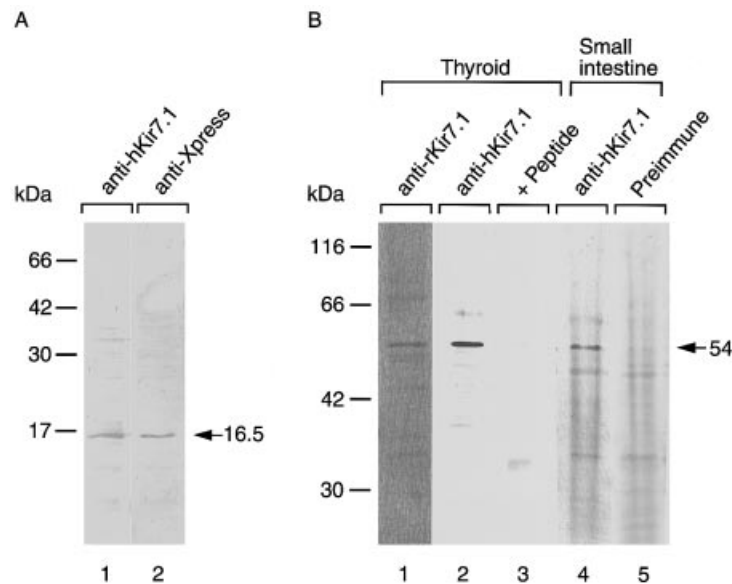 A
B
Small
intestine
Thyroid
anti-hKir7.1
anti-Xpress
anti-rKir7.1
anti-hKir7.1
+ Peptide
anti-hKir7.1
Preimmune
kDa
kDa
66
42
30
17
16.5
116
66
42
30
54
1 2
1 2 3 4 5